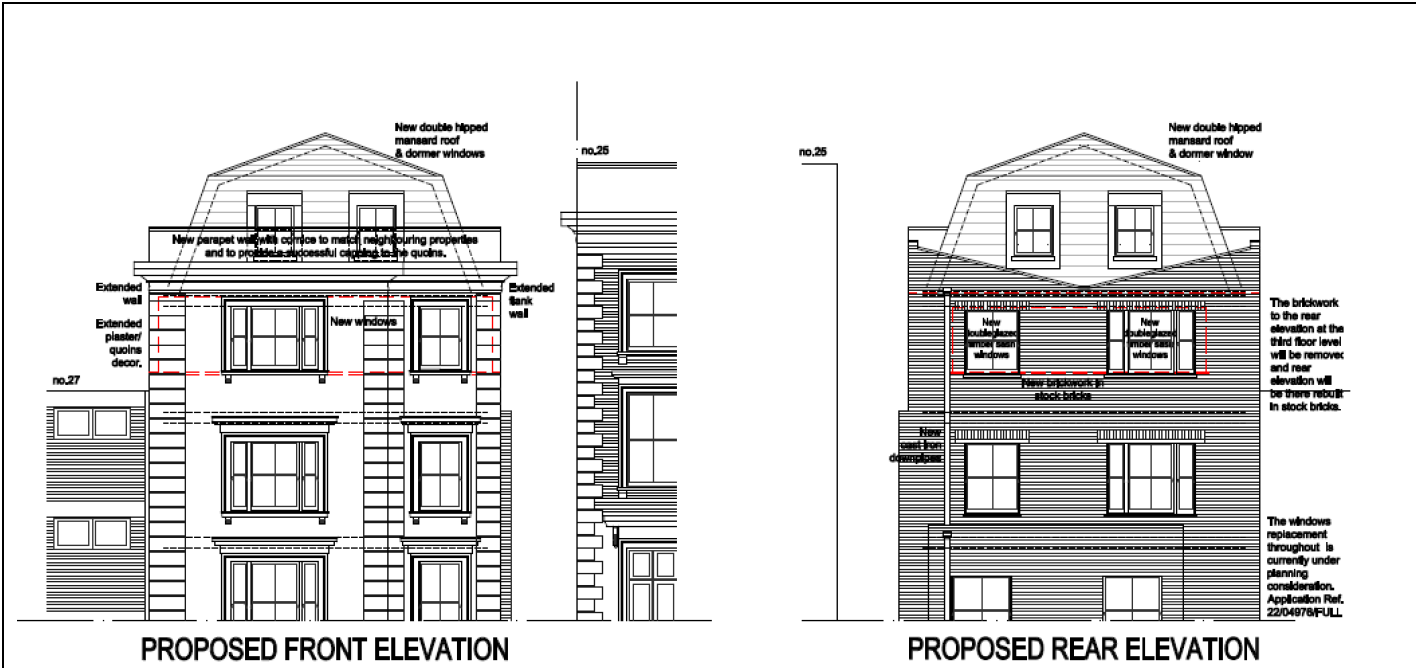 New double hipped
mansard roof
& dormer windows
no.25
New parapet wall with cornice to match neighbouring properties
and to provide a successful capping to the quoins.
Extended
wall
Extended
flank
wall
New windows
Extended
plaster/
quoins
decor.
no.27
PROPOSED FRONT ELEVATION
New double hipped
mansard roof
& dormer window
no.25
New
doubleglazed
timber sash
windows
New
doubleglazed
timber sash
windows
The brickwork
to the rear
elevation at the
third floor level
will be removed
and rear
elevation will
be there rebuilt
in stock bricks.
New brickwork in
stock bricks
New
cast iron
downpipes
The windows
replacement
throughout is
currently under
planning
consideration.
Application Ref.
22/04976/FULL
PROPOSED REAR ELEVATION